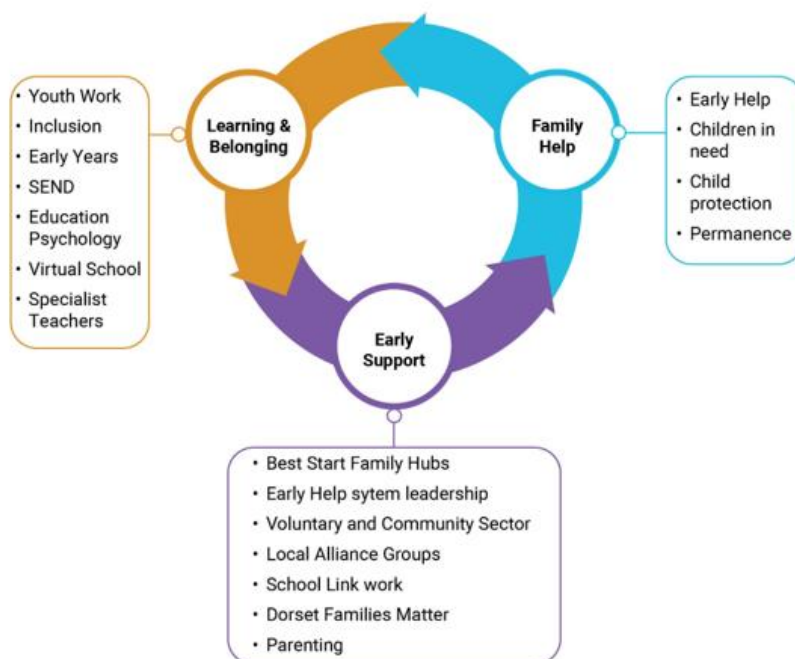 Learning &
Belonging
Family
Help
Early
Support
• Youth Work
• Inclusion
• Early Years
• SEND
• Education
Psychology
• Virtual School
• Specialist
Teachers
• Early Help
• Children in
need
• Child
protection
• Permanence
• Best Start Family Hubs
• Early Help sytem leadership
• Voluntary and Community Sector
• Local Alliance Groups
• School Link work
• Dorset Families Matter
• Parenting